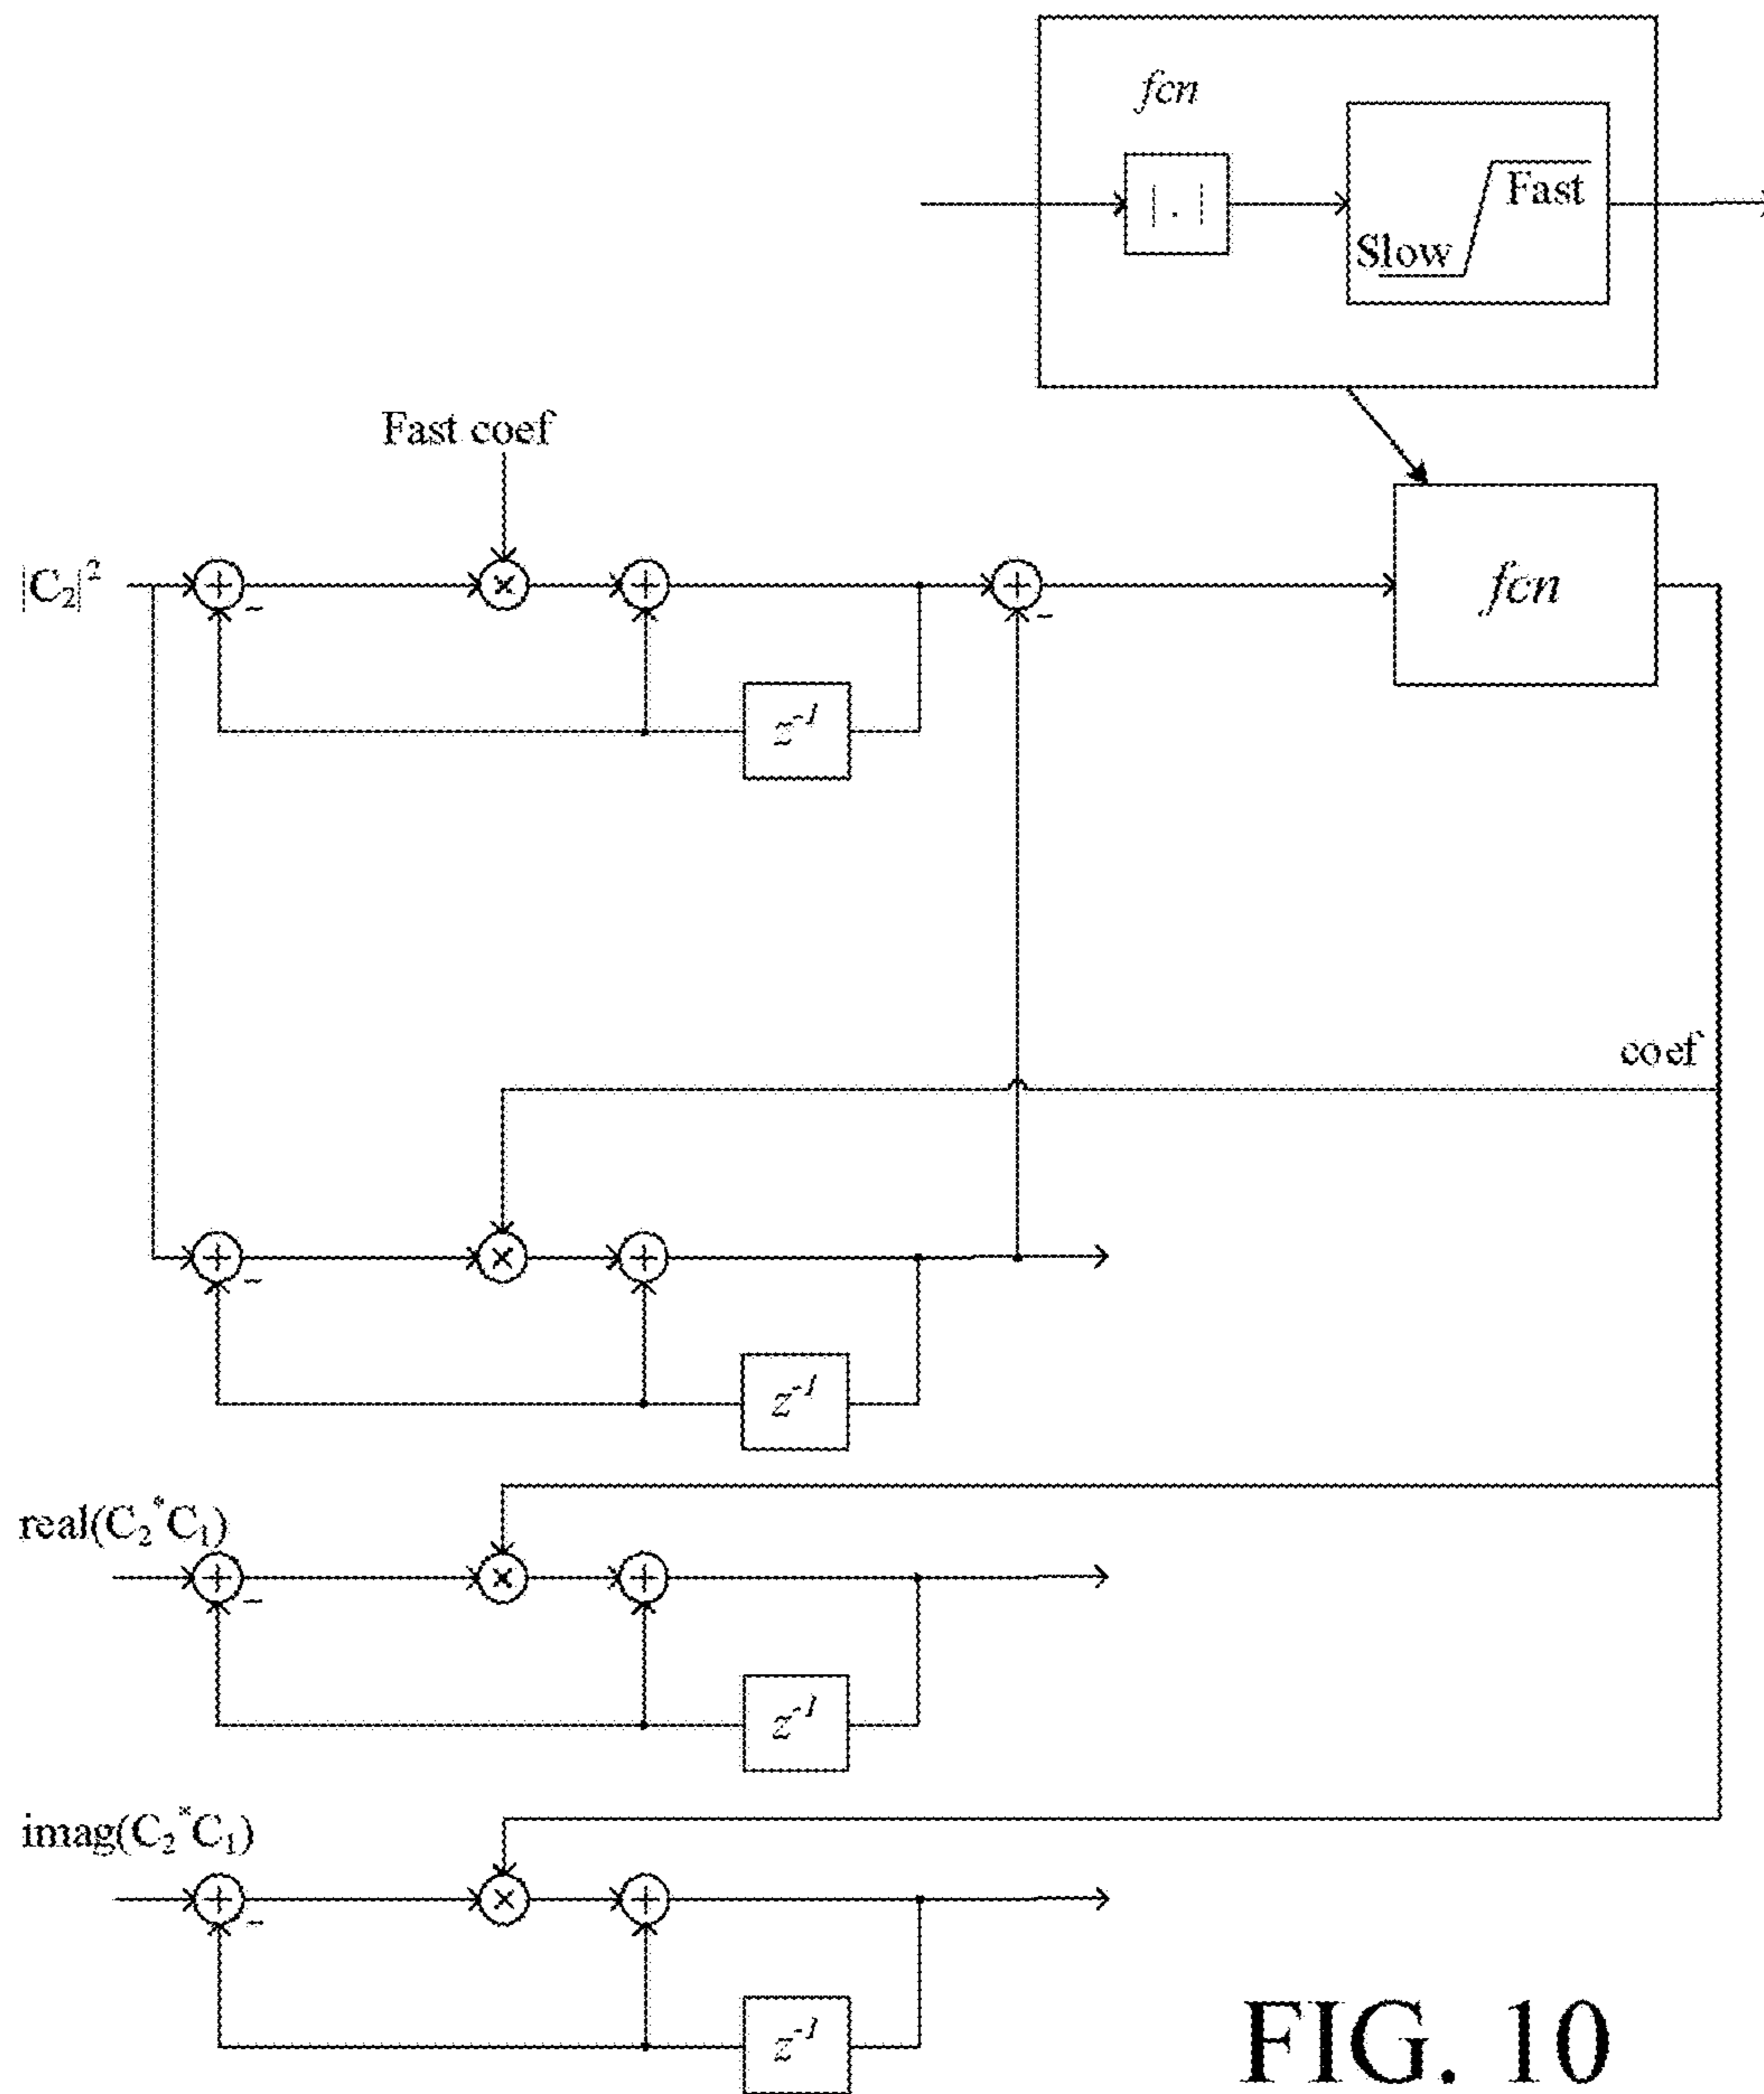 fcn
| . |
Fast
Slow
Fast coef
|C₂|²
+
-
×
+
+
-
fcn
z⁻¹
coef
+
-
×
+
z⁻¹
real(C₂*C₁)
+
-
×
+
z⁻¹
imag(C₂*C₁)
+
-
×
+
z⁻¹
FIG. 10